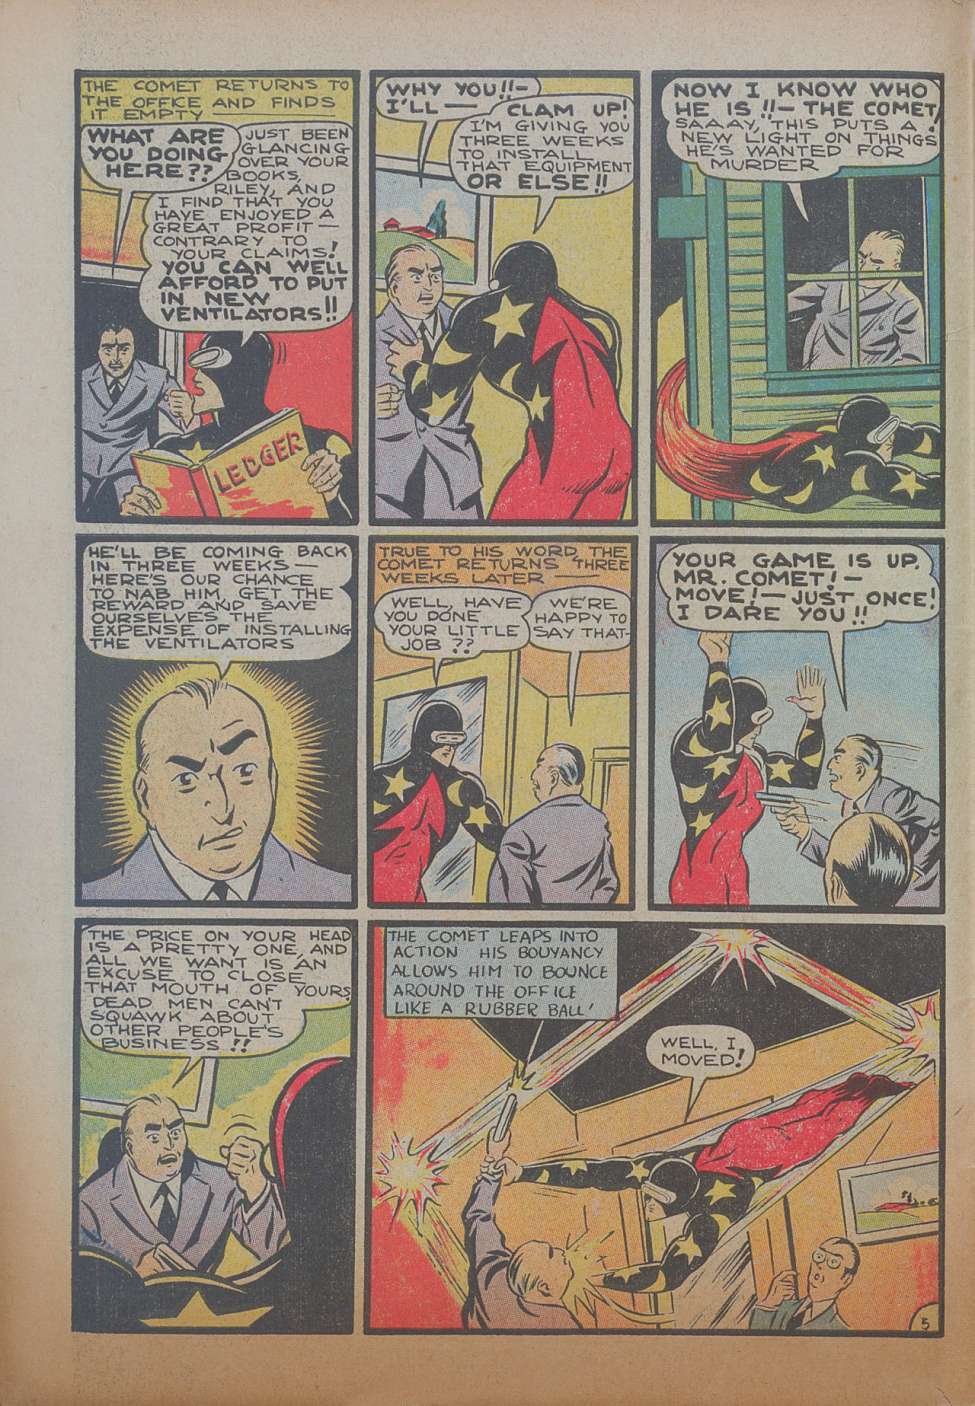 THE COMET RETURNS TO
THE OFFICE AND FINDS
IT EMPTY —
WHAT ARE
YOU DOING
HERE??
JUST BEEN
GLANCING
OVER YOUR
BOOKS,
RILEY, AND
I FIND THAT YOU
HAVE ENJOYED A
GREAT PROFIT —
CONTRARY TO
YOUR CLAIMS!
YOU CAN WELL
AFFORD TO PUT
IN NEW
VENTILATORS!!
LEDGER
WHY YOU!!-
I'LL —
CLAM UP!
I'M GIVING YOU
THREE WEEKS
TO INSTALL
THAT EQUIPMENT
OR ELSE!!
NOW I KNOW WHO
HE IS!! - THE COMET!
SAAAY, THIS PUTS A
NEW LIGHT ON THINGS
HE'S WANTED FOR
MURDER
HE'LL BE COMING BACK
IN THREE WEEKS —
HERE'S OUR CHANCE
TO NAB HIM, GET THE
REWARD AND SAVE
OURSELVES THE
EXPENSE OF INSTALLING
THE VENTILATORS
TRUE TO HIS WORD, THE
COMET RETURNS THREE
WEEKS LATER —
WELL, HAVE
YOU DONE
YOUR LITTLE
JOB??
WE'RE
HAPPY TO
SAY THAT-
YOUR GAME IS UP,
MR. COMET! -
MOVE! - JUST ONCE!
I DARE YOU!!
THE PRICE ON YOUR HEAD
IS A PRETTY ONE, AND
ALL WE WANT IS AN
EXCUSE TO CLOSE
THAT MOUTH OF YOURS.
DEAD MEN CAN'T
SQUAWK ABOUT
OTHER PEOPLE'S
BUSINESS!!
THE COMET LEAPS INTO
ACTION HIS BOUYANCY
ALLOWS HIM TO BOUNCE
AROUND THE OFFICE
LIKE A RUBBER BALL!
WELL, I
MOVED!
5